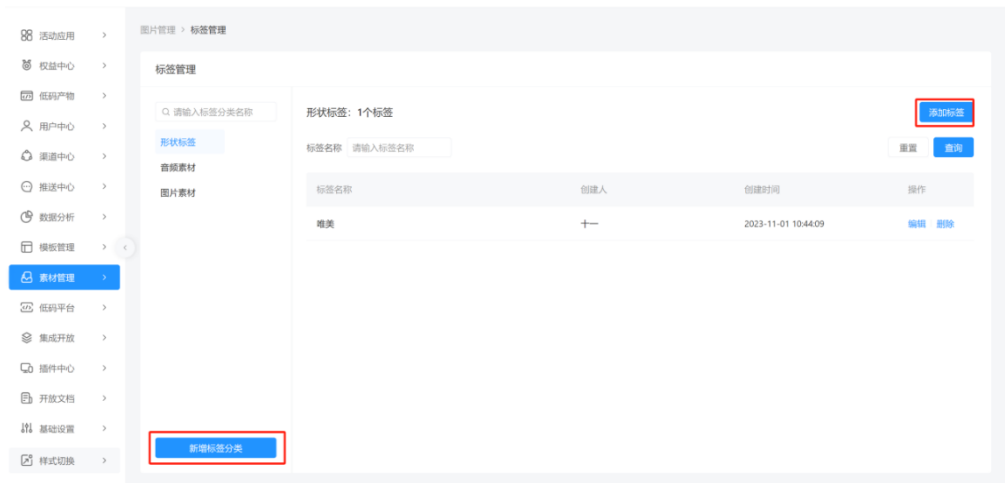 活动应用
权益中心
低码产物
用户中心
渠道中心
推送中心
数据分析
模板管理
素材管理
低码平台
集成开放
插件中心
开放文档
基础设置
样式切换
图片管理 > 标签管理
标签管理
请输入标签分类名称
形状标签
音频素材
图片素材
新增标签分类
形状标签：1个标签
添加标签
标签名称 请输入标签名称
重置 查询
标签名称 创建人 创建时间 操作
唯美 十一 2023-11-01 10:44:09 编辑 删除